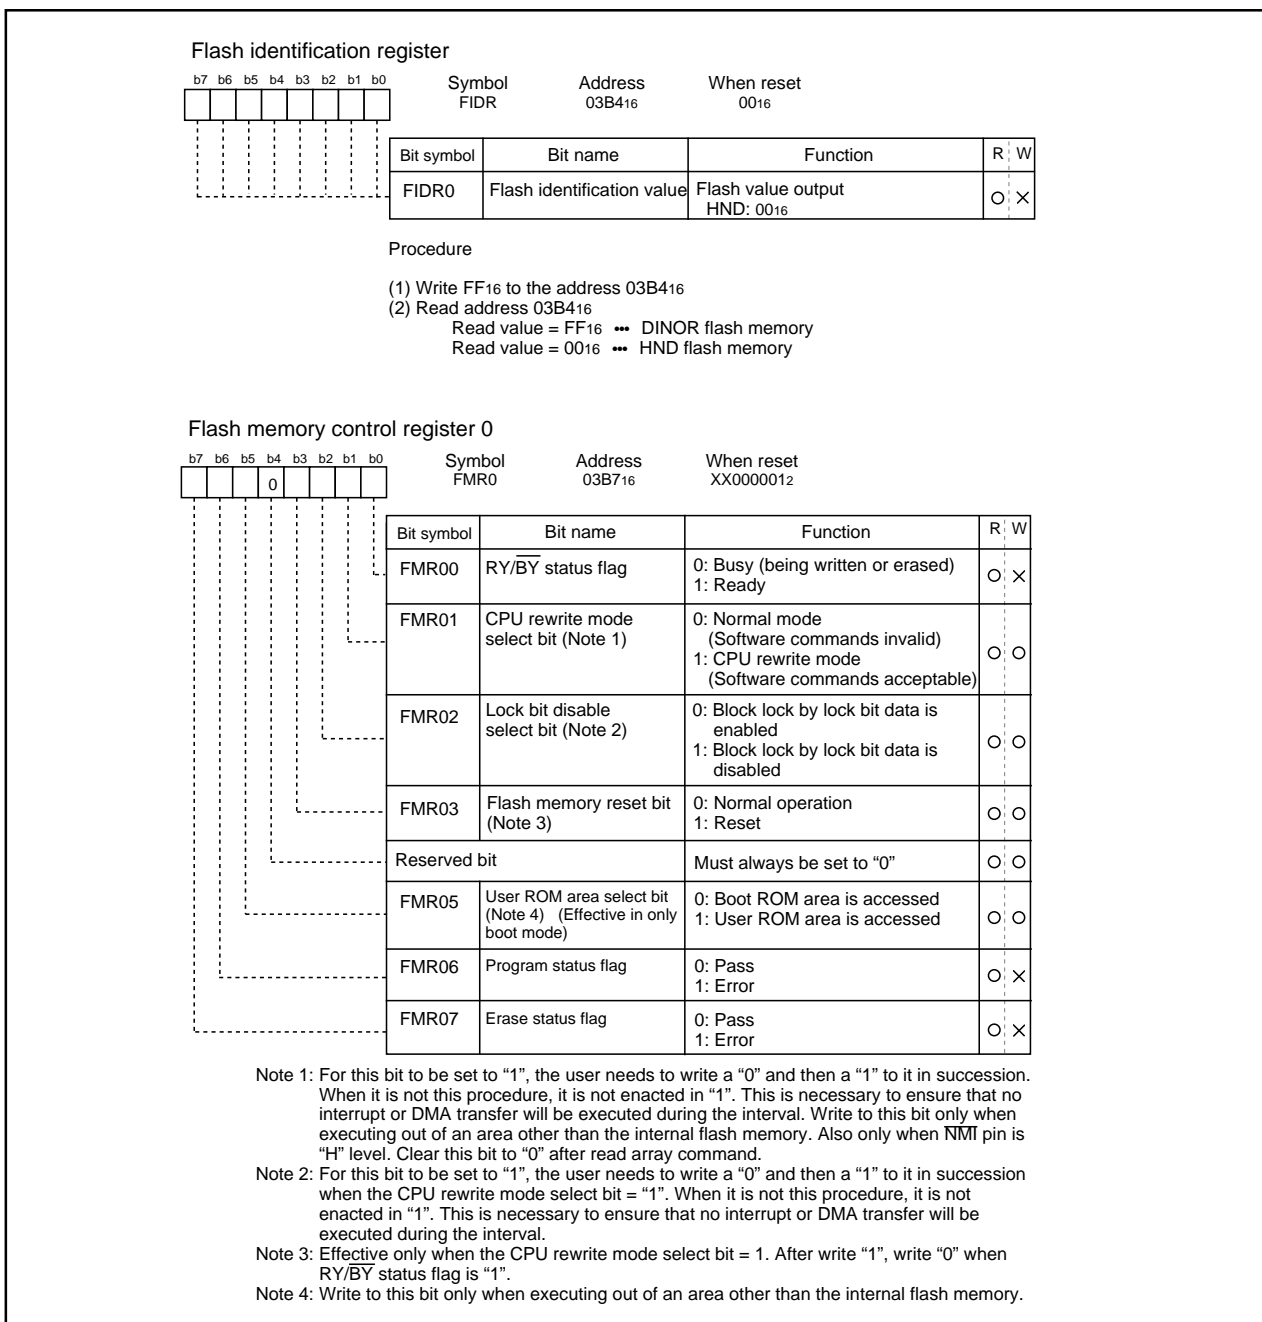 Flash identification register
b7 b6 b5 b4 b3 b2 b1 b0
Symbol Address When reset
FIDR 03B416 0016
Bit symbol Bit name Function R W
FIDR0 Flash identification value Flash value output
HND: 0016
Procedure
(1) Write FF16 to the address 03B416
(2) Read address 03B416
Read value = FF16 ••• DINOR flash memory
Read value = 0016 ••• HND flash memory
Flash memory control register 0
b7 b6 b5 b4 b3 b2 b1 b0
Symbol Address When reset
0 FMR0 03B716 XX0000012
Bit symbol Bit name Function R W
FMR00 RY/BY status flag 0: Busy (being written or erased)
1: Ready
FMR01 CPU rewrite mode 0: Normal mode
select bit (Note 1) (Software commands invalid)
1: CPU rewrite mode
(Software commands acceptable)
FMR02 Lock bit disable 0: Block lock by lock bit data is
select bit (Note 2) enabled
1: Block lock by lock bit data is
disabled
FMR03 Flash memory reset bit 0: Normal operation
(Note 3) 1: Reset
Reserved bit Must always be set to “0”
FMR05 User ROM area select bit 0: Boot ROM area is accessed
(Note 4) (Effective in only 1: User ROM area is accessed
boot mode)
FMR06 Program status flag 0: Pass
1: Error
FMR07 Erase status flag 0: Pass
1: Error
Note 1: For this bit to be set to “1”, the user needs to write a “0” and then a “1” to it in succession.
When it is not this procedure, it is not enacted in “1”. This is necessary to ensure that no
interrupt or DMA transfer will be executed during the interval. Write to this bit only when
executing out of an area other than the internal flash memory. Also only when NMI pin is
“H” level. Clear this bit to “0” after read array command.
Note 2: For this bit to be set to “1”, the user needs to write a “0” and then a “1” to it in succession
when the CPU rewrite mode select bit = “1”. When it is not this procedure, it is not
enacted in “1”. This is necessary to ensure that no interrupt or DMA transfer will be
executed during the interval.
Note 3: Effective only when the CPU rewrite mode select bit = 1. After write “1”, write “0” when
RY/BY status flag is “1”.
Note 4: Write to this bit only when executing out of an area other than the internal flash memory.